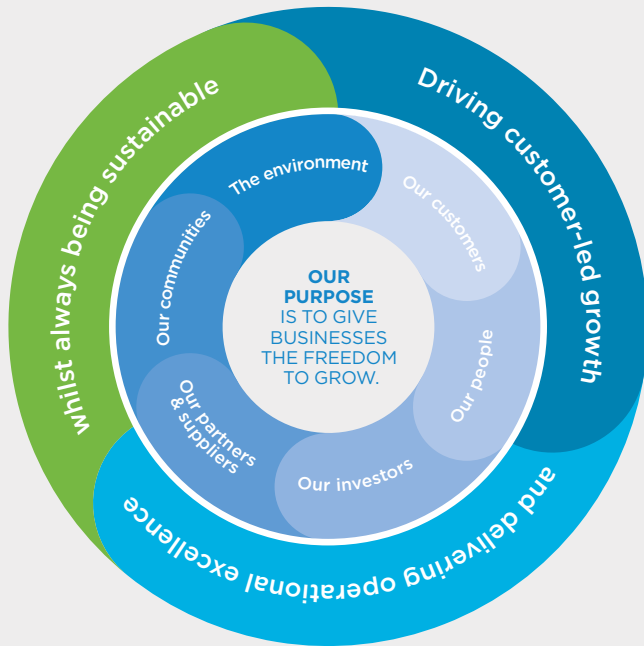 OUR
PURPOSE
IS TO GIVE
BUSINESSES
THE FREEDOM
TO GROW.
Our customers
Our people
Our investors
Our partners
& suppliers
Our communities
The environment
Driving customer-led growth
and delivering operational excellence
whilst always being sustainable